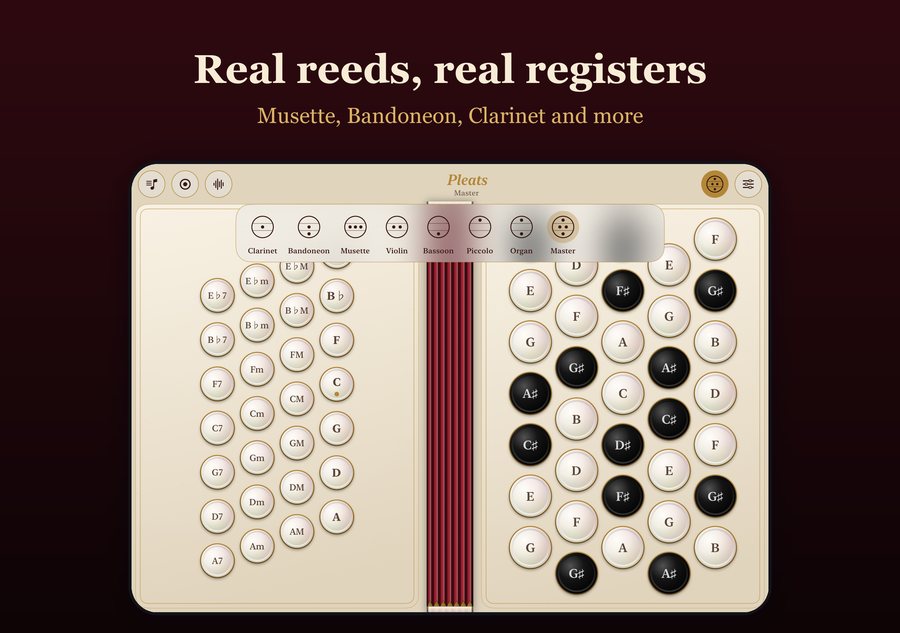 Real reeds, real registers
Musette, Bandoneon, Clarinet and more
Pleats
Master
Clarinet Bandoneon Musette Violin Bassoon Piccolo Organ Master
E♭7 E♭m E♭M
B♭7 B♭m B♭M B♭
F7 Fm FM F
C7 Cm CM C
G7 Gm GM G
D7 Dm DM D
A7 Am AM A
E G A♯ C♯ E G
D F G♯ B D F G♯
F♯ A C D♯ F♯ A
E G A♯ C♯ E G A♯
F G♯ B D F G♯ B